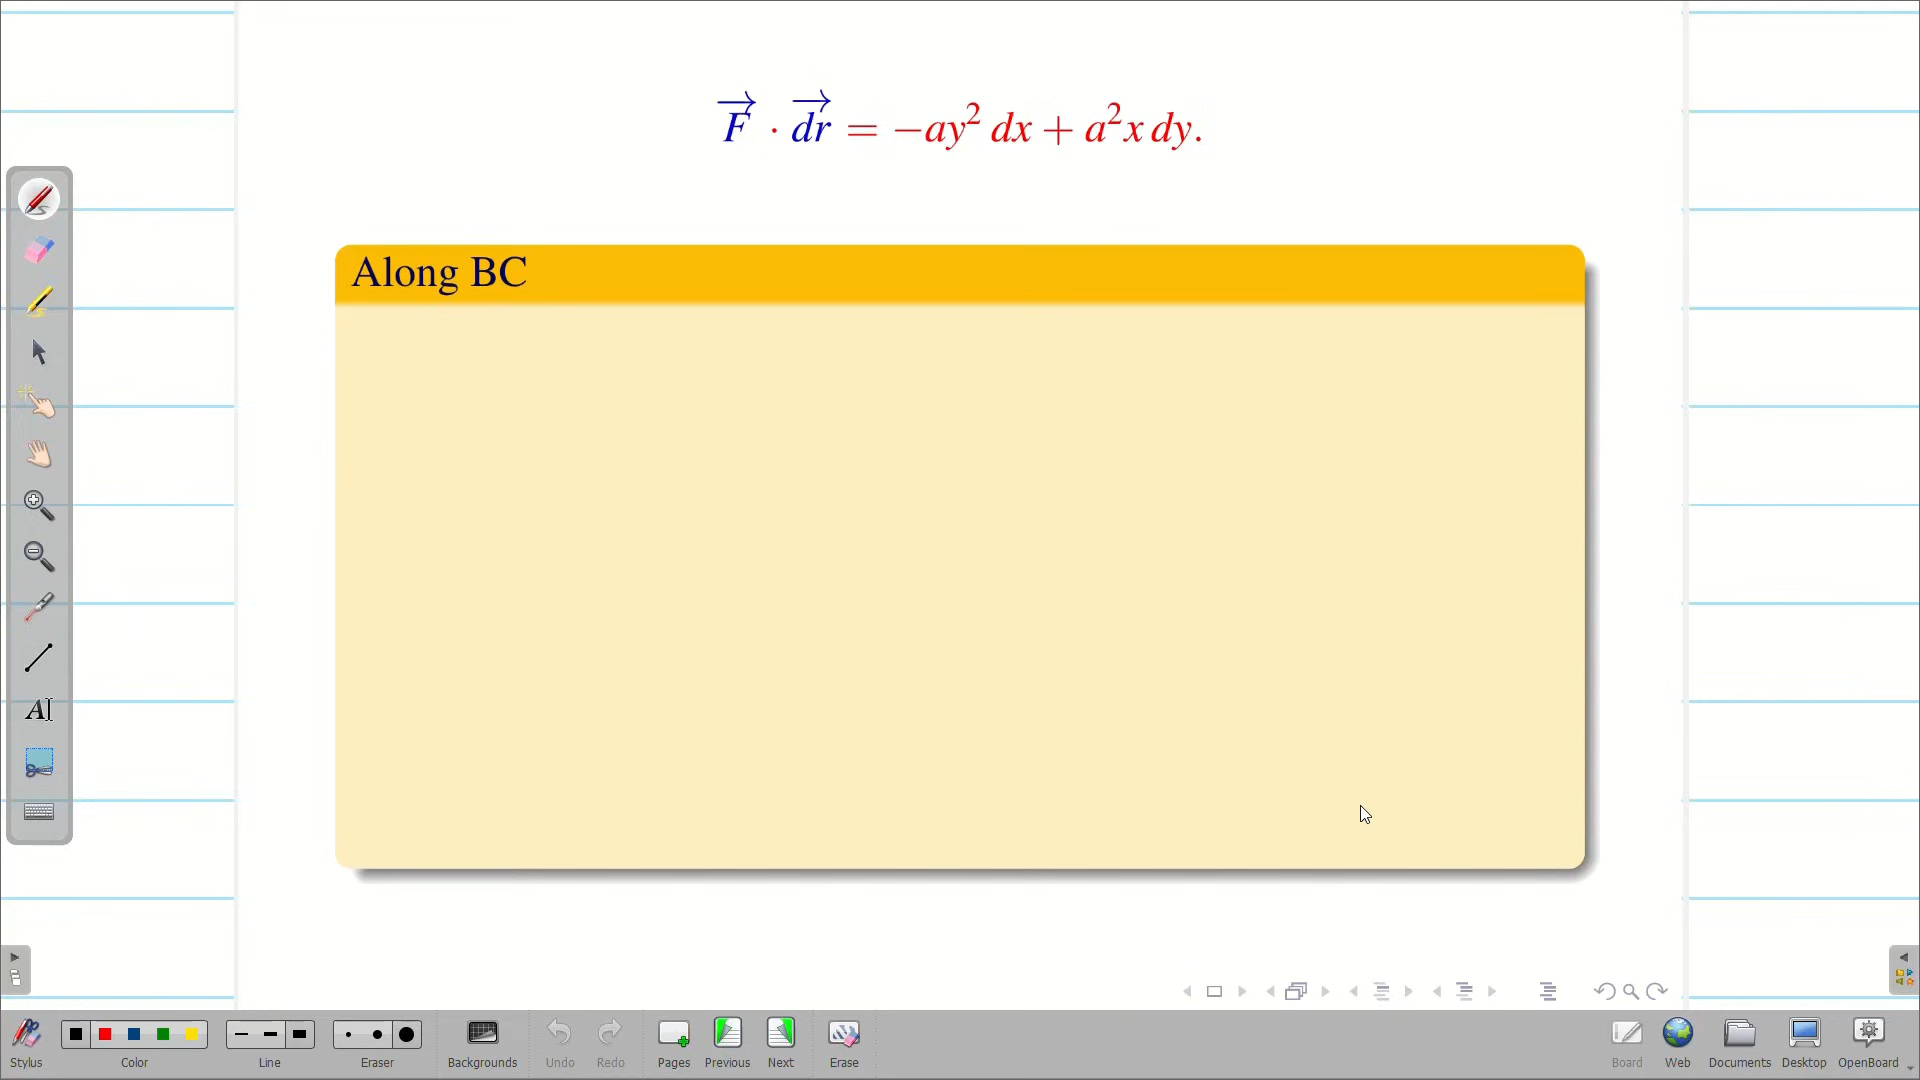 F⃗ · dr⃗ = −ay² dx + a²x dy.
Along BC
AI
Stylus
Color
Line
Eraser
Backgrounds
Undo
Redo
Pages
Previous
Next
Erase
Board
Web
Documents
Desktop
OpenBoard